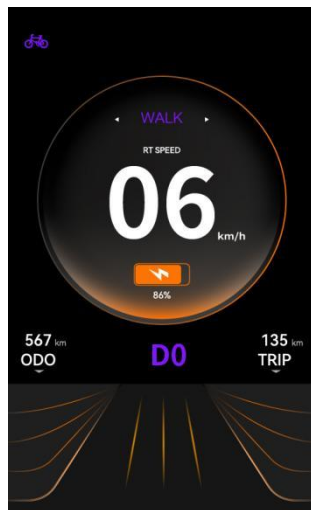 WALK
RT SPEED
06 km/h
86%
567 km
ODO
D0
135 km
TRIP